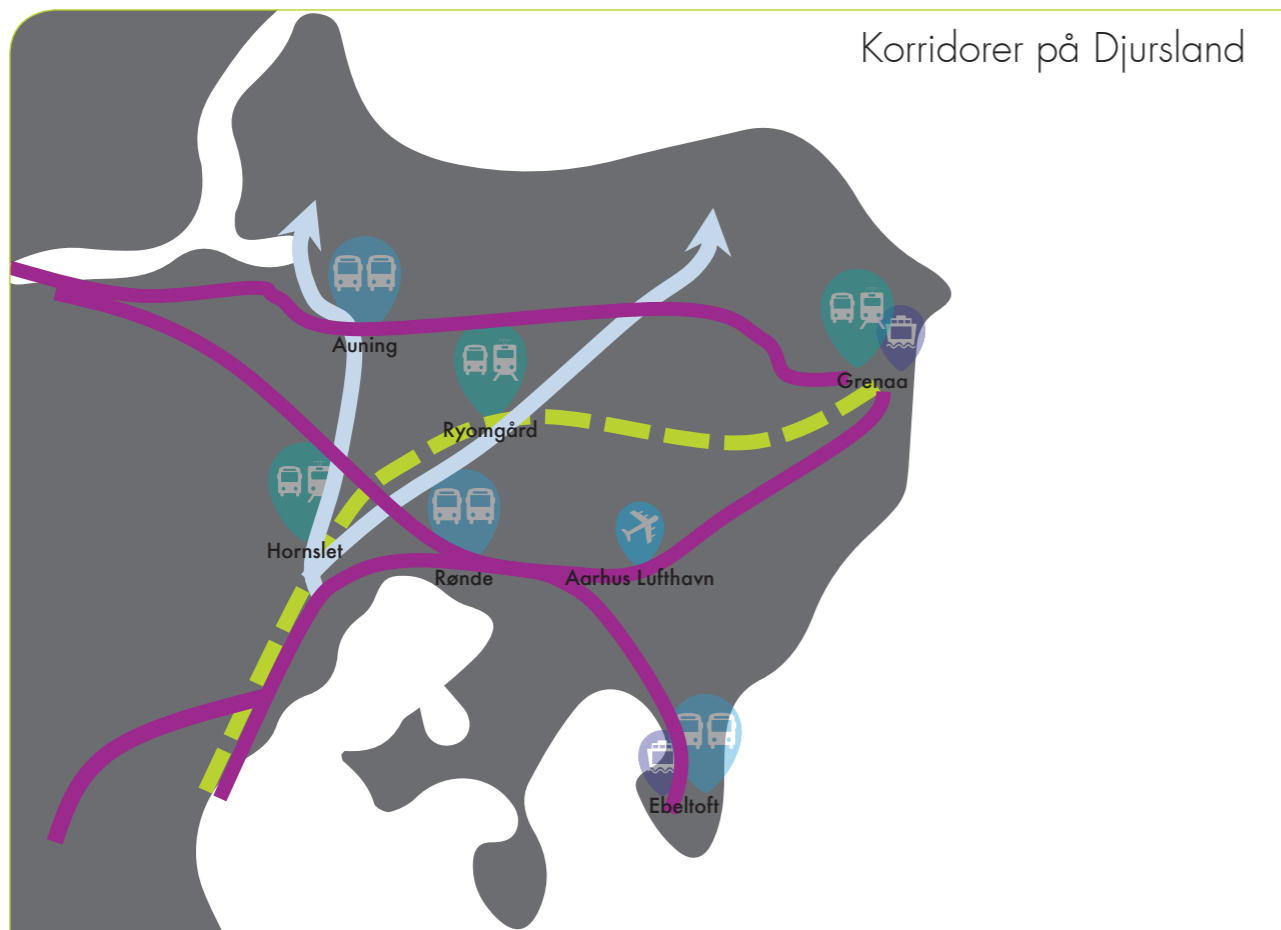 Korridorer på Djursland
Auning
Grenaa
Ryomgård
Hornslet
Rønde
Aarhus Lufthavn
Ebeltoft